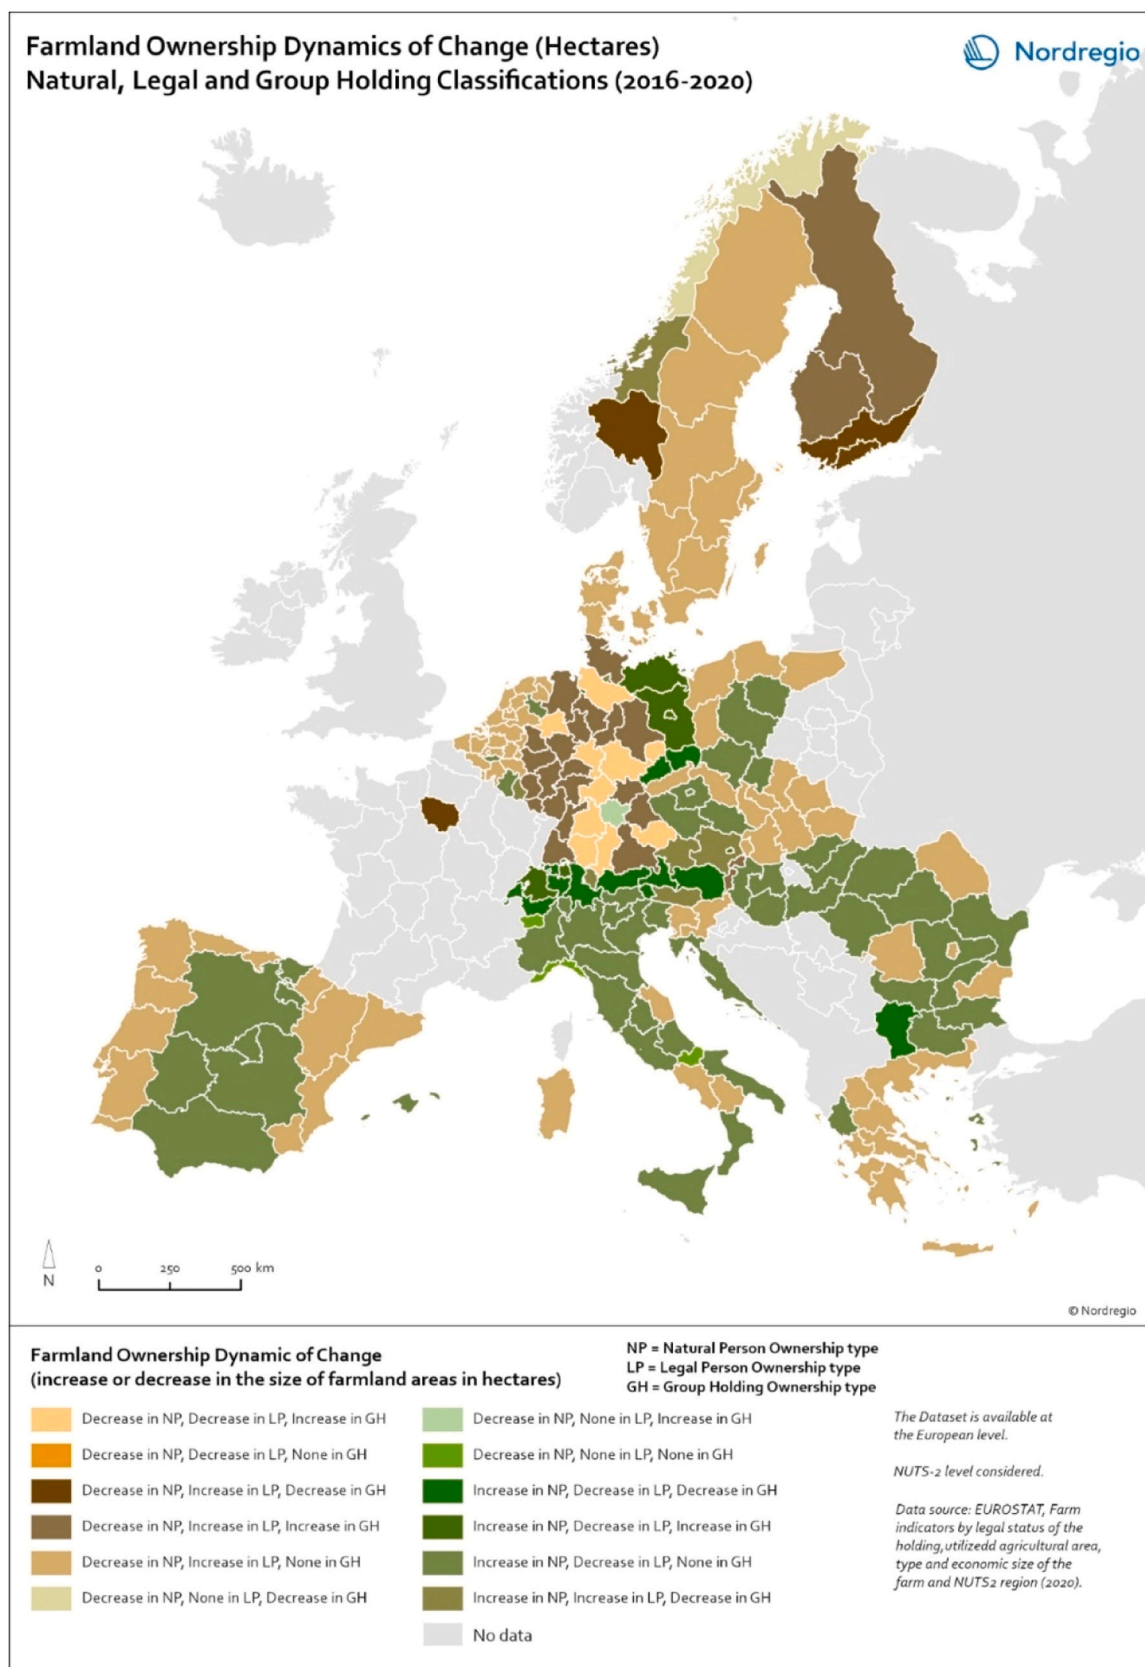 Farmland Ownership Dynamics of Change (Hectares)
Natural, Legal and Group Holding Classifications (2016-2020)
Nordregio
N
0 250 500 km
© Nordregio
Farmland Ownership Dynamic of Change
(increase or decrease in the size of farmland areas in hectares)
NP = Natural Person Ownership type
LP = Legal Person Ownership type
GH = Group Holding Ownership type
Decrease in NP, Decrease in LP, Increase in GH
Decrease in NP, Decrease in LP, None in GH
Decrease in NP, Increase in LP, Decrease in GH
Decrease in NP, Increase in LP, Increase in GH
Decrease in NP, Increase in LP, None in GH
Decrease in NP, None in LP, Decrease in GH
Decrease in NP, None in LP, Increase in GH
Decrease in NP, None in LP, None in GH
Increase in NP, Decrease in LP, Decrease in GH
Increase in NP, Decrease in LP, Increase in GH
Increase in NP, Decrease in LP, None in GH
Increase in NP, Increase in LP, Decrease in GH
No data
The Dataset is available at
the European level.
NUTS-2 level considered.
Data source: EUROSTAT, Farm
indicators by legal status of the
holding,utilizedd agricultural area,
type and economic size of the
farm and NUTS2 region (2020).